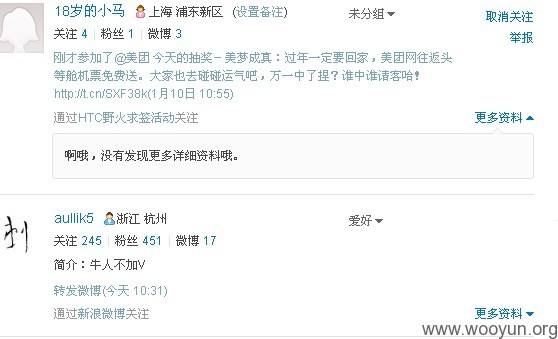 18岁的小马 上海 浦东新区 (设置备注) 未分组 取消关注
关注 4 | 粉丝 1 | 微博 3 举报
刚才参加了@美团 今天的抽奖－美梦成真：过年一定要回家，美团网往返头
等舱机票免费送。大家也去碰碰运气吧，万一中了捏？谁中谁请客哈！
http://t.cn/SXF38k(1月10日 10:55)
通过HTC野火求签活动关注 更多资料
啊哦，没有发现更多详细资料哦。
aullik5 浙江 杭州 爱好
关注 245 | 粉丝 451 | 微博 17
简介：牛人不加V
转发微博(今天 10:31)
通过新浪微博关注 更多资料
www.wooyun.org